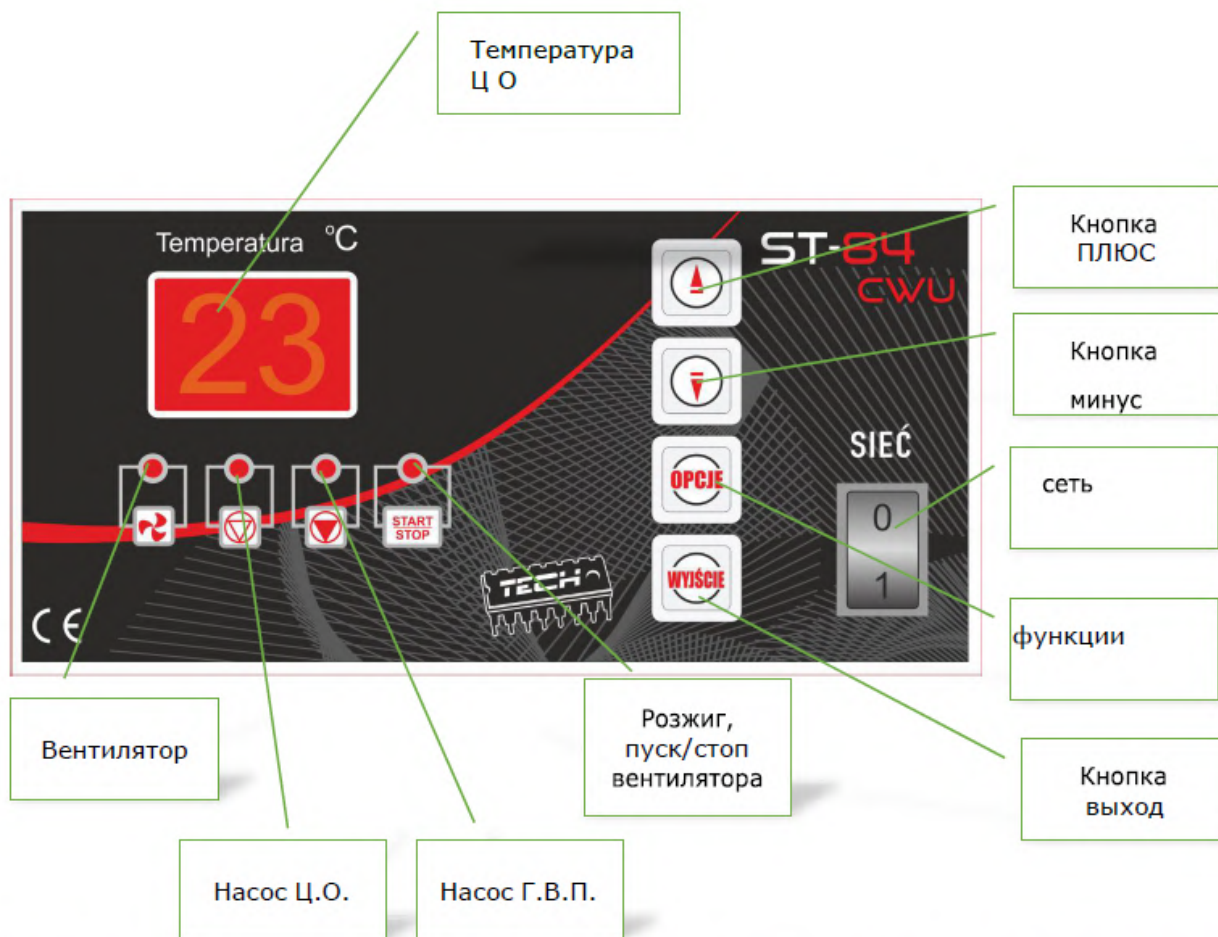 Температура
Ц О
Temperatura °C
23
ST-84
CWU
Кнопка
ПЛЮС
Кнопка
минус
SIEĆ
0
1
сеть
OPCJE
START
STOP
TECH
WYJŚCIE
CE
функции
Вентилятор
Розжиг,
пуск/стоп
вентилятора
Кнопка
выход
Насос Ц.О.
Насос Г.В.П.